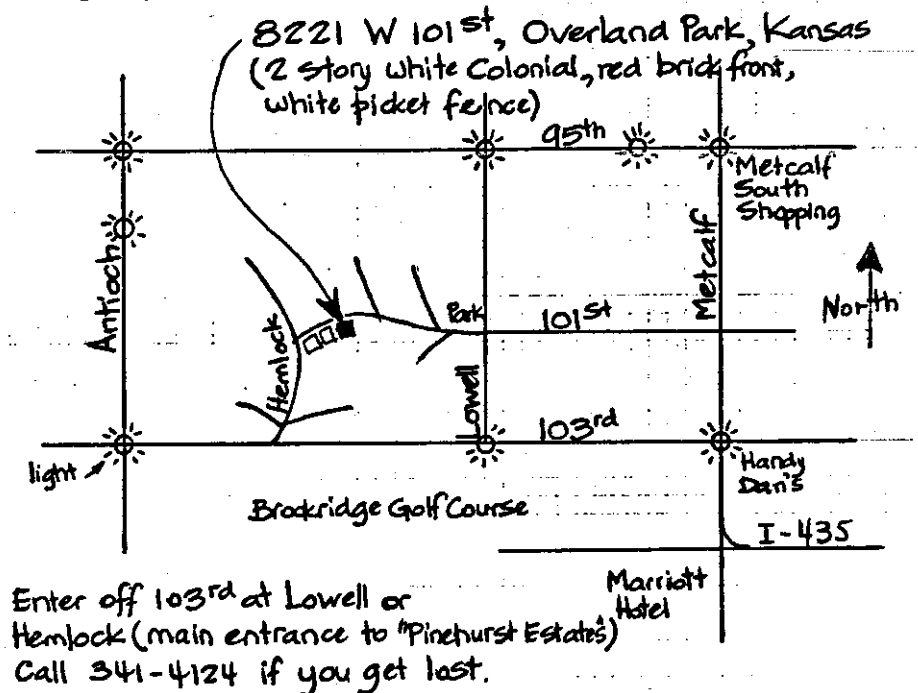 8221 W 101st, Overland Park, Kansas
(2 story white Colonial, red brick front,
white picket fence)
95th
Metcalf
South
Shopping
Antioch
Metcalf
North
Park
101st
Hemlock
Lowell
103rd
light
Handy
Dan's
Brookridge Golf Course
I-435
Marriott
Hotel
Enter off 103rd at Lowell or
Hemlock (main entrance to "Pinehurst Estates")
Call 341-4124 if you get lost.